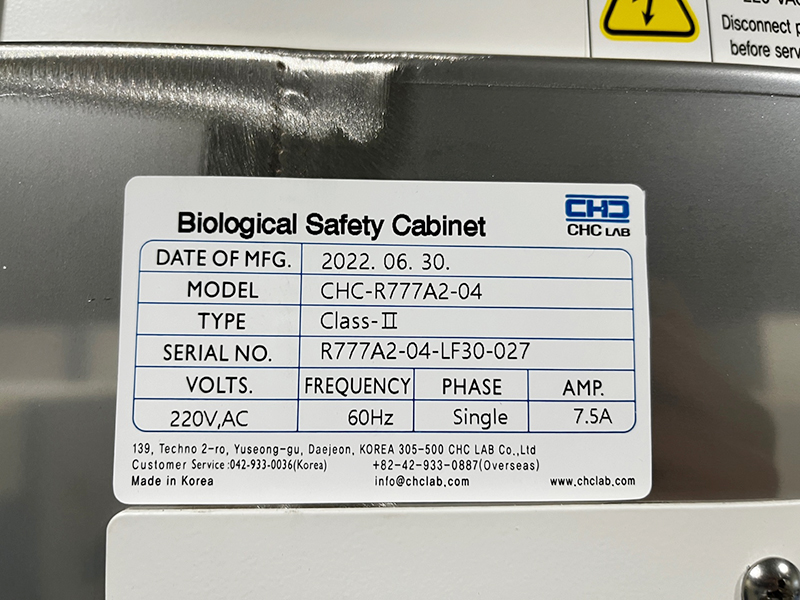 220 VAC
Disconnect p
before serv
CHC LAB
Biological Safety Cabinet
DATE OF MFG. 2022. 06. 30.
MODEL CHC-R777A2-04
TYPE Class-Ⅱ
SERIAL NO. R777A2-04-LF30-027
VOLTS. FREQUENCY PHASE AMP.
220V,AC 60Hz Single 7.5A
139, Techno 2-ro, Yuseong-gu, Daejeon, KOREA 305-500 CHC LAB Co.,Ltd
Customer Service:042-933-0036(Korea) +82-42-933-0887(Overseas)
Made in Korea info@chclab.com www.chclab.com